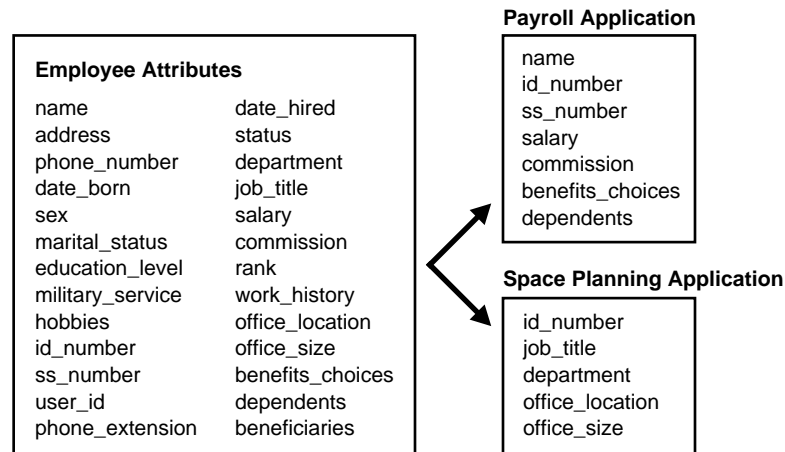 Employee Attributes
name
address
phone_number
date_born
sex
marital_status
education_level
military_service
hobbies
id_number
ss_number
user_id
phone_extension
date_hired
status
department
job_title
salary
commission
rank
work_history
office_location
office_size
benefits_choices
dependents
beneficiaries
Payroll Application
name
id_number
ss_number
salary
commission
benefits_choices
dependents
Space Planning Application
id_number
job_title
department
office_location
office_size